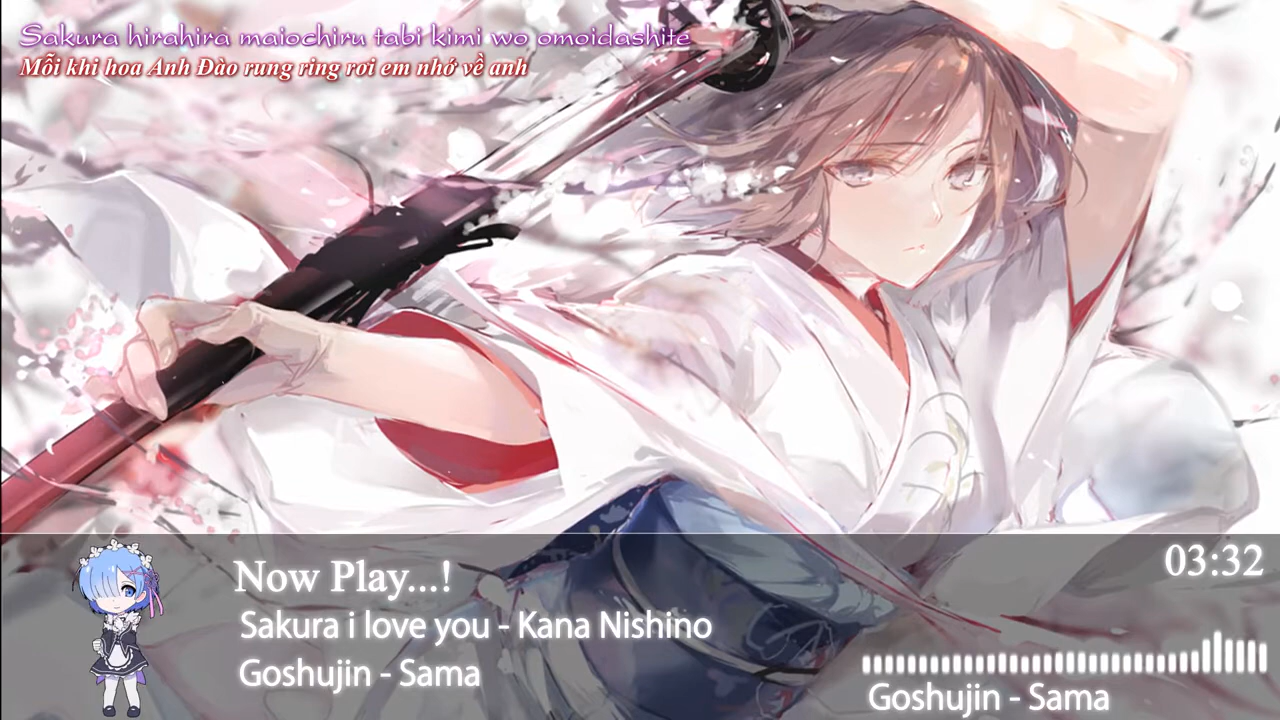 Sakura hirahira maiochiru tabi kimi wo omoidashite
Mỗi khi hoa Anh Đào rung ring rơi em nhớ về anh
Now Play...!
03:32
Sakura i love you - Kana Nishino
Goshujin - Sama
Goshujin - Sama